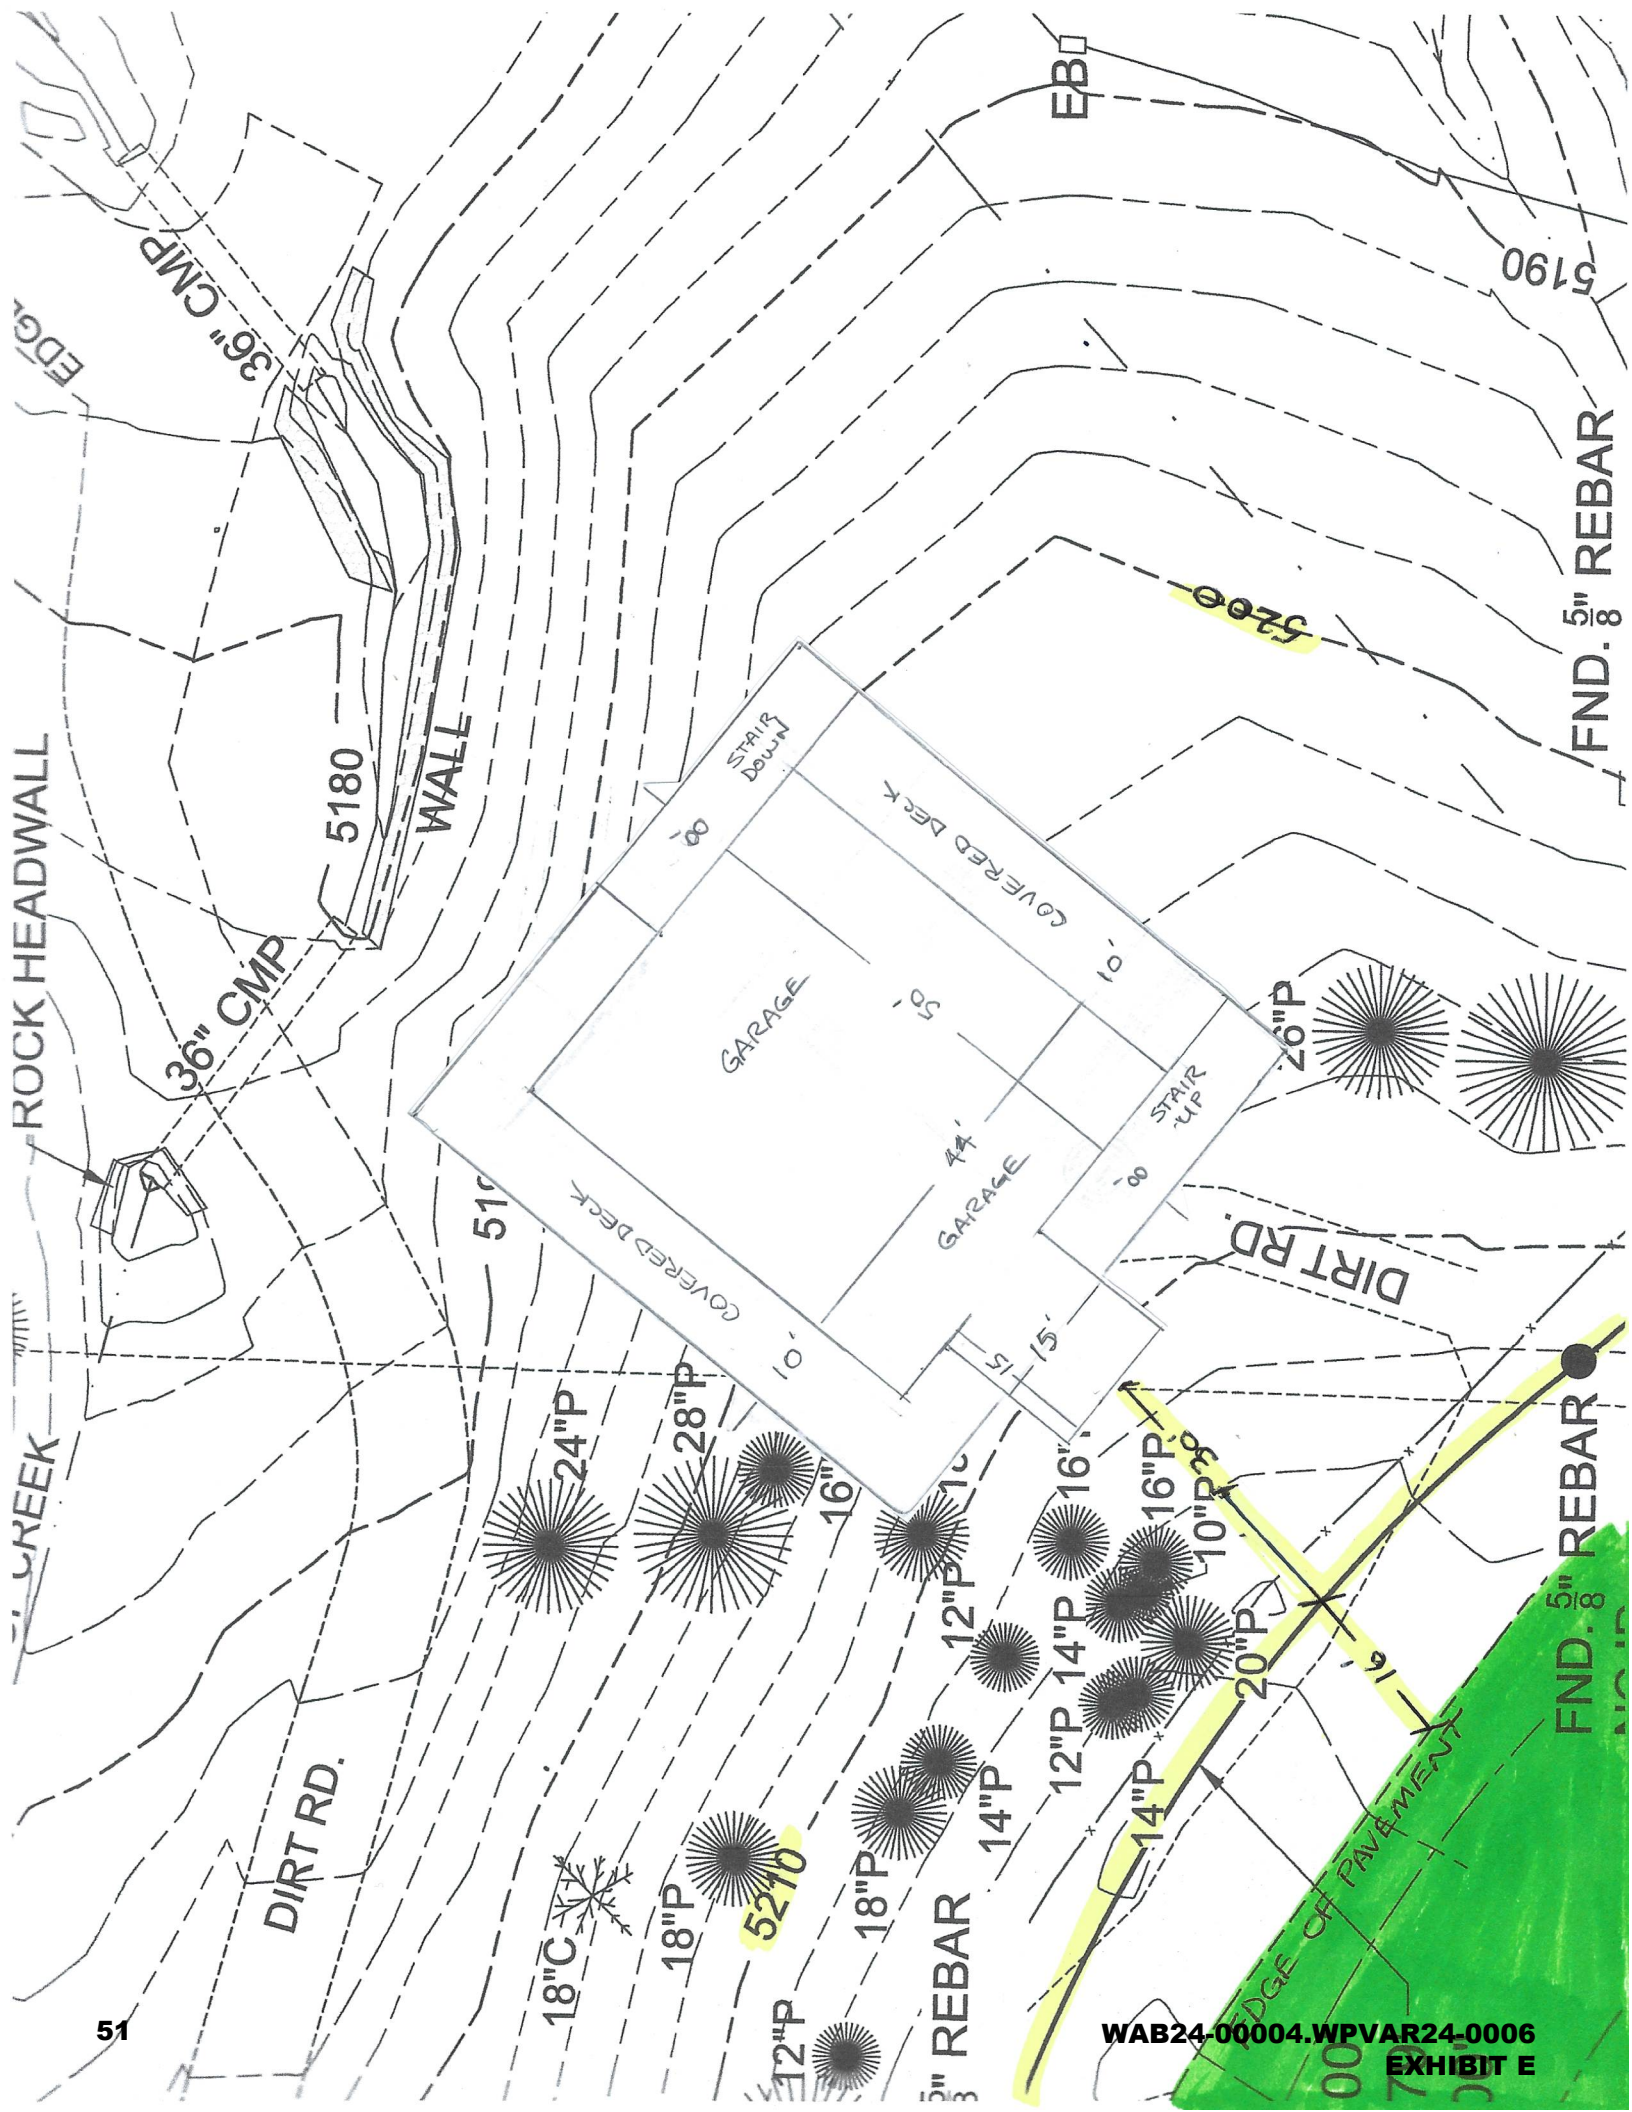 EB
36" CMP
5190
FND. 5/8" REBAR
5200
ROCK HEADWALL
5180
WALL
36" CMP
STAIR
DOWN
8'
COVERED DECK
10'
GARAGE
50'
44'
GARAGE
STAIR
UP
8'
26"P
COVERED DECK
10'
15'
15'
DIRT RD.
CREEK
24"P
28"P
16"
16"
16"P
10"P
30'
FND. 5/8" REBAR
12"P
14"P
20"P
16'
12"P
14"P
14"P
DIRT RD.
18"C
18"P
5210
18"P
12"P
REBAR
EDGE OF PAVEMENT
51
WAB24-00004.WPVAR24-0006
EXHIBIT E